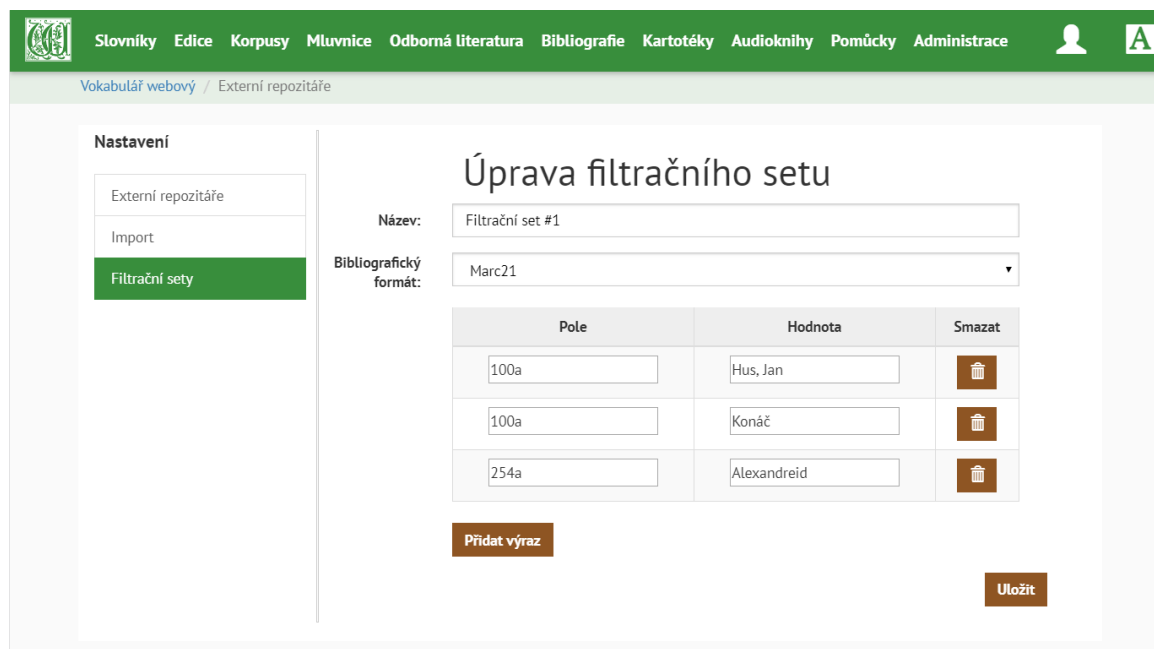 Slovníky Edice Korpusy Mluvnice Odborná literatura Bibliografie Kartotéky Audioknihy Pomůcky Administrace A
Vokabulář webový / Externí repozitáře
Nastavení
Externí repozitáře
Import
Filtrační sety
Úprava filtračního setu
Název: Filtrační set #1
Bibliografický
formát: Marc21
Pole Hodnota Smazat
100a Hus, Jan
100a Konáč
254a Alexandreid
Přidat výraz
Uložit